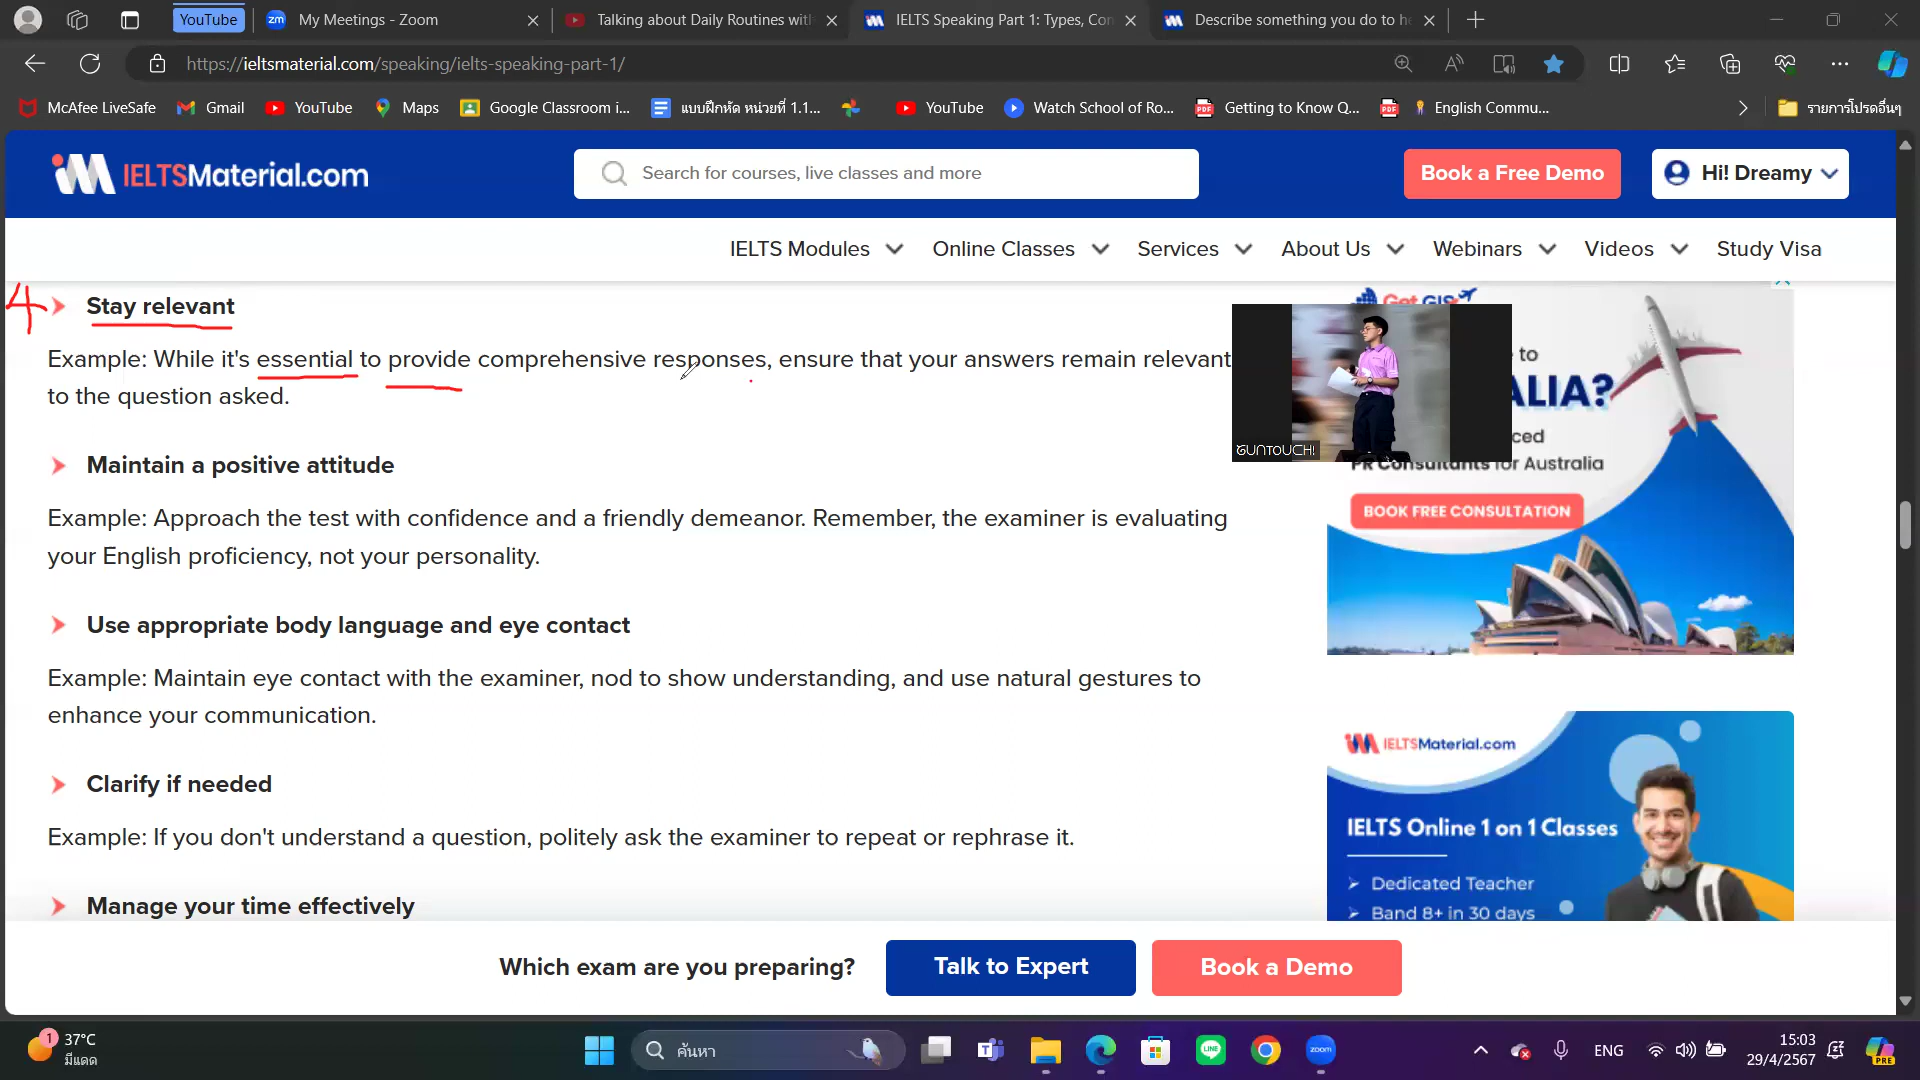 YouTube
My Meetings - Zoom
Talking about Daily Routines with
IELTS Speaking Part 1: Types, Con
Describe something you do to he
https://ieltsmaterial.com/speaking/ielts-speaking-part-1/
McAfee LiveSafe
Gmail
YouTube
Maps
Google Classroom i...
แบบฝึกหัด หน่วยที่ 1.1...
YouTube
Watch School of Ro...
Getting to Know Q...
English Commu...
รายการโปรดอื่นๆ
IELTSMaterial.com
Search for courses, live classes and more
Book a Free Demo
Hi! Dreamy
IELTS Modules
Online Classes
Services
About Us
Webinars
Videos
Study Visa
4 Stay relevant
Example: While it's essential to provide comprehensive responses, ensure that your answers remain relevant
to the question asked.
Maintain a positive attitude
Example: Approach the test with confidence and a friendly demeanor. Remember, the examiner is evaluating
your English proficiency, not your personality.
Use appropriate body language and eye contact
Example: Maintain eye contact with the examiner, nod to show understanding, and use natural gestures to
enhance your communication.
Clarify if needed
Example: If you don't understand a question, politely ask the examiner to repeat or rephrase it.
Manage your time effectively
Get GIS
to
ALIA?
ced
PR Consultants for Australia
BOOK FREE CONSULTATION
GUNTOUCH!
IELTSMaterial.com
IELTS Online 1 on 1 Classes
Dedicated Teacher
Band 8+ in 30 days
Which exam are you preparing?
Talk to Expert
Book a Demo
1
37°C
มีแดด
ค้นหา
LINE
zoom
ENG
15:03
29/4/2567
PRE